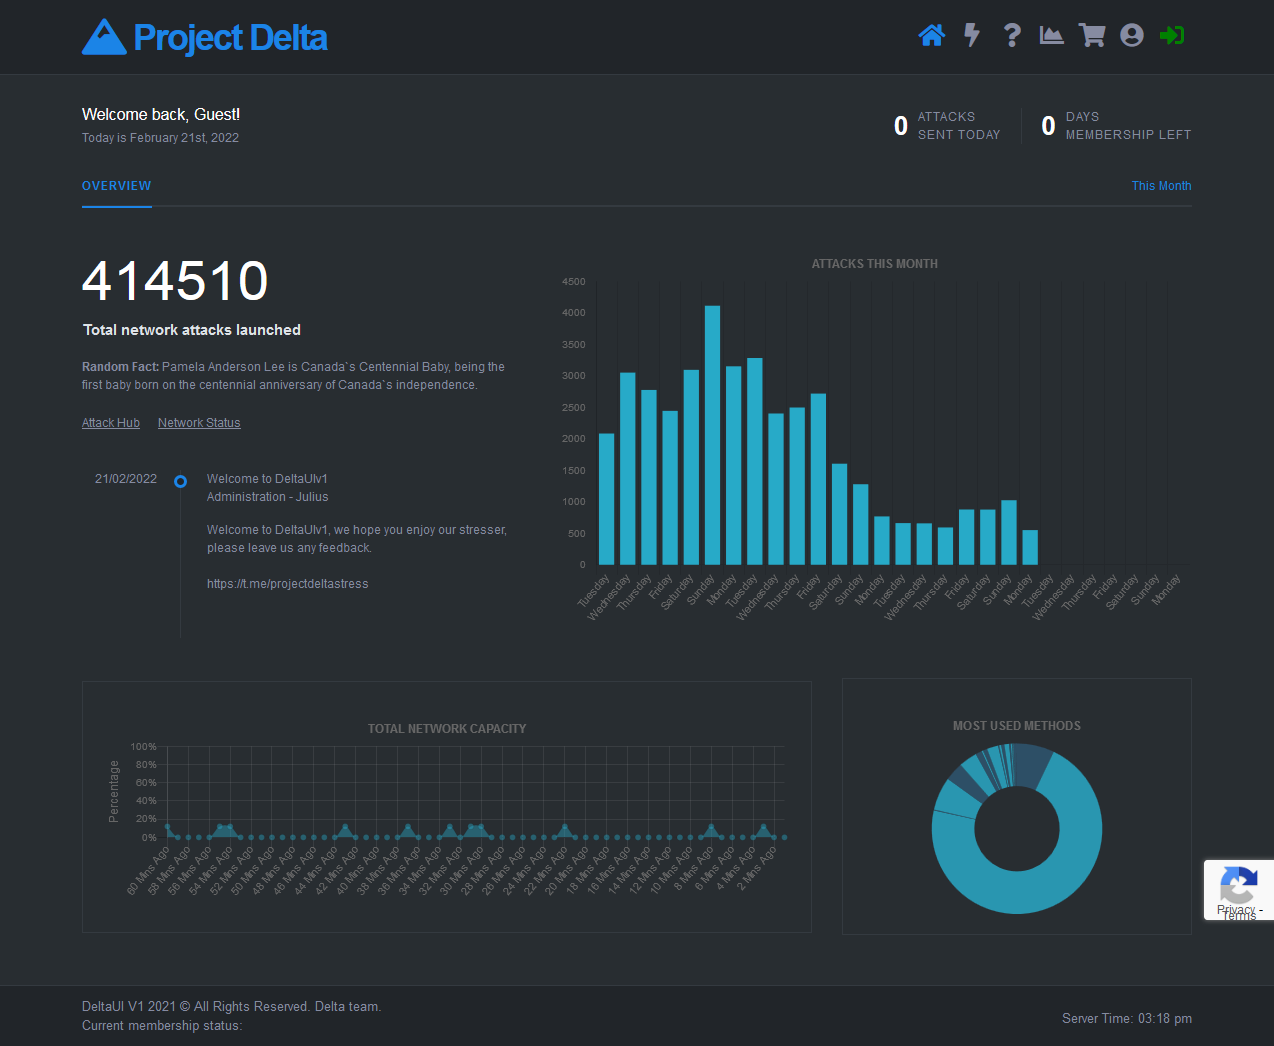 Project Delta
Welcome back, Guest!
Today is February 21st, 2022
0 ATTACKS
SENT TODAY
0 DAYS
MEMBERSHIP LEFT
OVERVIEW
This Month
414510
Total network attacks launched
Random Fact: Pamela Anderson Lee is Canada`s Centennial Baby, being the
first baby born on the centennial anniversary of Canada`s independence.
Attack Hub
Network Status
21/02/2022
Welcome to DeltaUIv1
Administration - Julius
Welcome to DeltaUIv1, we hope you enjoy our stresser,
please leave us any feedback.
https://t.me/projectdeltastress
ATTACKS THIS MONTH
4500
4000
3500
3000
2500
2000
1500
1000
500
0
Tuesday
Wednesday
Thursday
Friday
Saturday
Sunday
Monday
Tuesday
Wednesday
Thursday
Friday
Saturday
Sunday
Monday
Tuesday
Wednesday
Thursday
Friday
Saturday
Sunday
Monday
Tuesday
Wednesday
Thursday
Friday
Saturday
Sunday
Monday
TOTAL NETWORK CAPACITY
Percentage
100%
80%
60%
40%
20%
0%
60 Mins Ago
58 Mins Ago
56 Mins Ago
54 Mins Ago
52 Mins Ago
50 Mins Ago
48 Mins Ago
46 Mins Ago
44 Mins Ago
42 Mins Ago
40 Mins Ago
38 Mins Ago
36 Mins Ago
34 Mins Ago
32 Mins Ago
30 Mins Ago
28 Mins Ago
26 Mins Ago
24 Mins Ago
22 Mins Ago
20 Mins Ago
18 Mins Ago
16 Mins Ago
14 Mins Ago
12 Mins Ago
10 Mins Ago
8 Mins Ago
6 Mins Ago
4 Mins Ago
2 Mins Ago
MOST USED METHODS
Privacy -
Terms
DeltaUI V1 2021 © All Rights Reserved. Delta team.
Current membership status:
Server Time: 03:18 pm